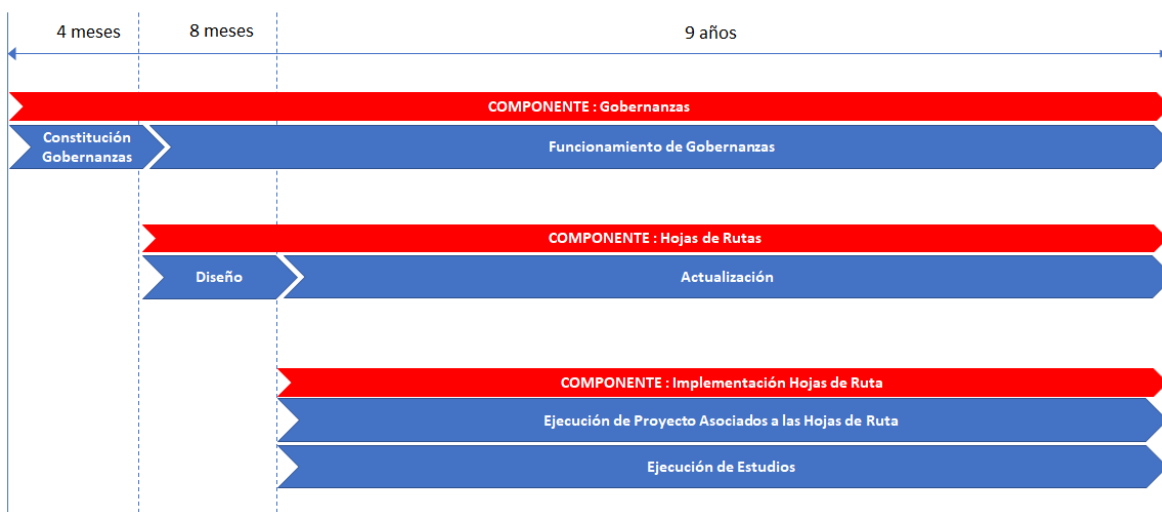 4 meses
8 meses
9 años
COMPONENTE : Gobernanzas
Constitución
Gobernanzas
Funcionamiento de Gobernanzas
COMPONENTE : Hojas de Rutas
Diseño
Actualización
COMPONENTE : Implementación Hojas de Ruta
Ejecución de Proyecto Asociados a las Hojas de Ruta
Ejecución de Estudios